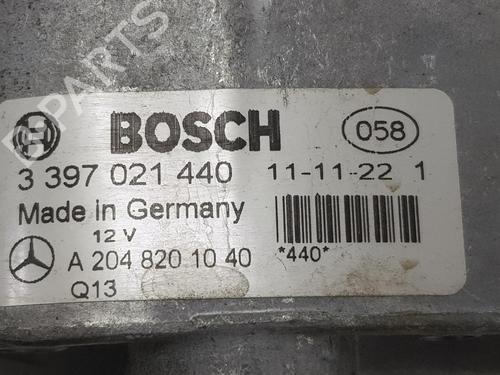 B-PARTS
BOSCH 058
3 397 021 440 11-11-22 1
Made in Germany
12 V
A 204 820 10 40 *440*
Q13